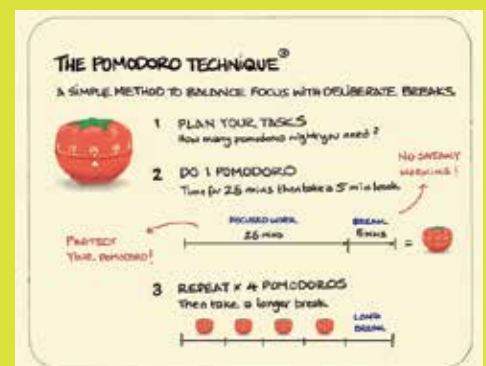 THE POMODORO TECHNIQUE®
A SIMPLE METHOD TO BALANCE FOCUS WITH DELIBERATE BREAKS.
1 PLAN YOUR TASKS
How many pomodoros might you need?
2 DO 1 POMODORO
Time for 25 mins then take a 5 min break.
NO SNEAKY
WORKING!
FOCUSED WORK
25 mins
BREAK
5 mins
=
PROTECT
YOUR POMODORO!
3 REPEAT × 4 POMODOROS
Then take a longer break.
LONG
BREAK